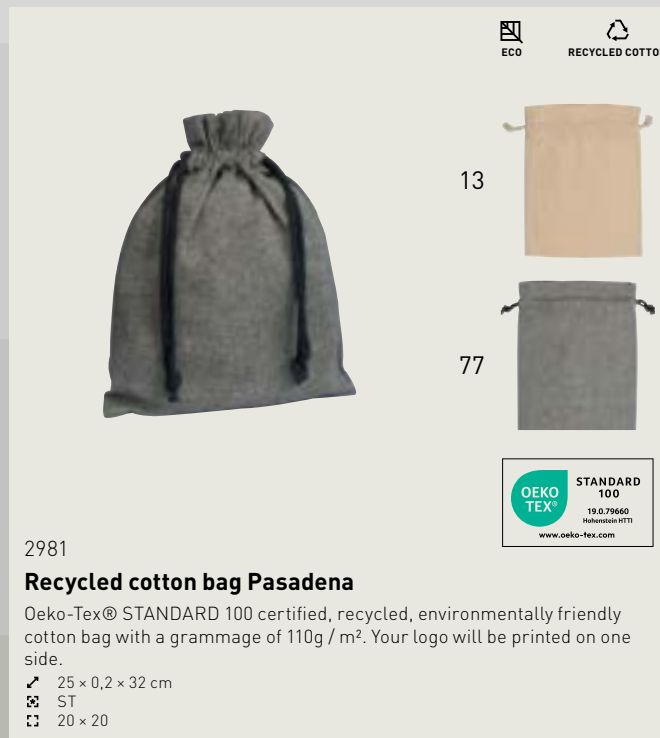 ECO
RECYCLED COTTO
13
77
OEKO
TEX®
STANDARD
100
19.0.79660
Hohenstein HTTI
www.oeko-tex.com
2981
Recycled cotton bag Pasadena
Oeko-Tex® STANDARD 100 certified, recycled, environmentally friendly
cotton bag with a grammage of 110g / m². Your logo will be printed on one
side.
25 × 0,2 × 32 cm
ST
20 × 20